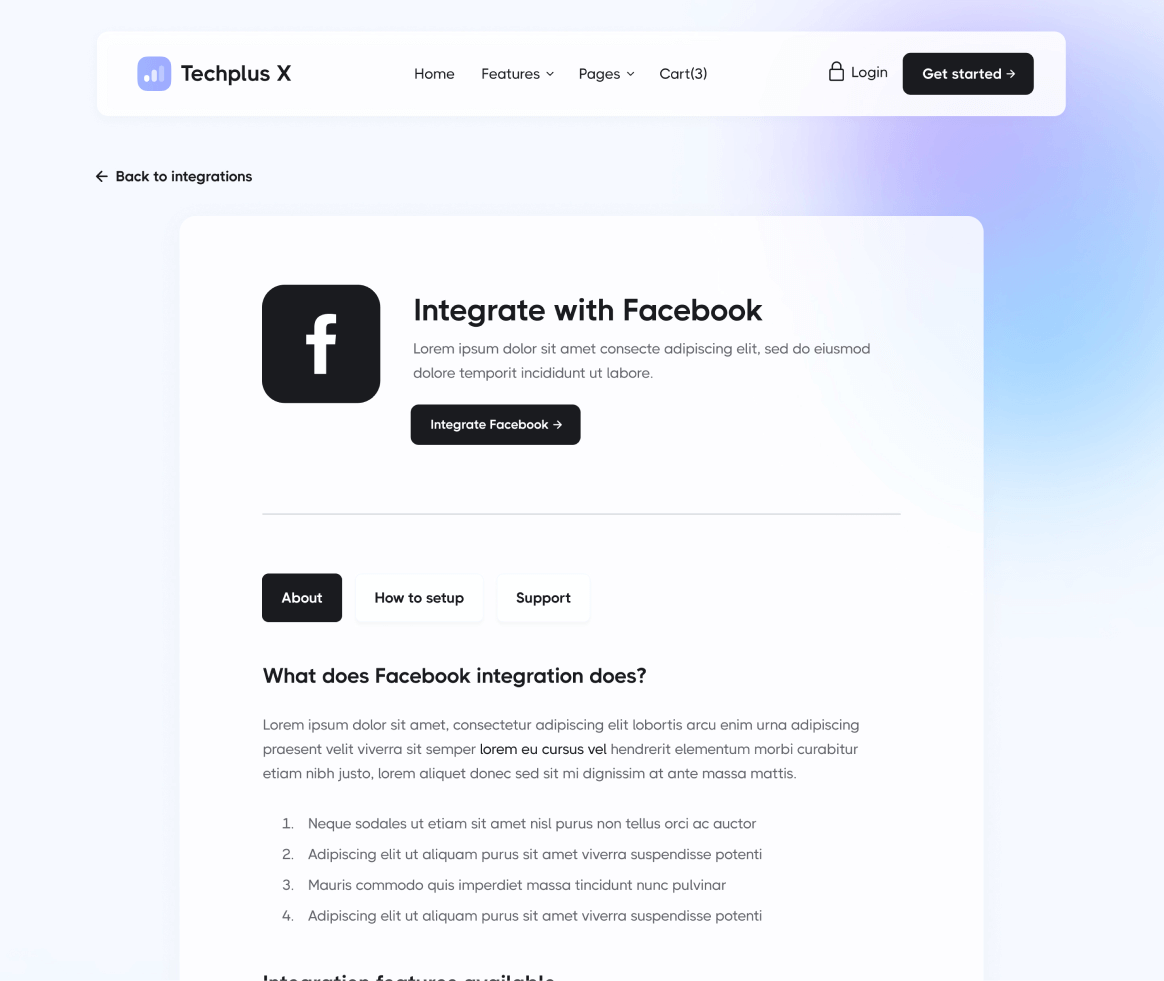 Techplus X
Home Features Pages Cart(3) Login Get started →
← Back to integrations
Integrate with Facebook
Lorem ipsum dolor sit amet consecte adipiscing elit, sed do eiusmod
dolore temporit incididunt ut labore.
Integrate Facebook →
About How to setup Support
What does Facebook integration does?
Lorem ipsum dolor sit amet, consectetur adipiscing elit lobortis arcu enim urna adipiscing
praesent velit viverra sit semper lorem eu cursus vel hendrerit elementum morbi curabitur
etiam nibh justo, lorem aliquet donec sed sit mi dignissim at ante massa mattis.
1. Neque sodales ut etiam sit amet nisl purus non tellus orci ac auctor
2. Adipiscing elit ut aliquam purus sit amet viverra suspendisse potenti
3. Mauris commodo quis imperdiet massa tincidunt nunc pulvinar
4. Adipiscing elit ut aliquam purus sit amet viverra suspendisse potenti
Integration features available